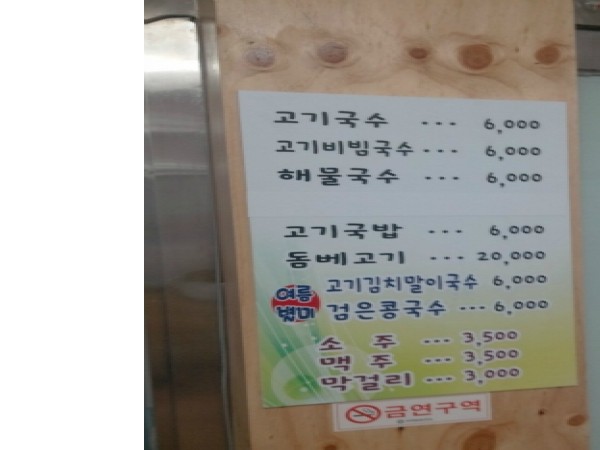 고기국수 ... 6,000
고기비빔국수 ... 6,000
해물국수 ... 6,000
고기국밥 ... 6,000
돔베고기 ... 20,000
여름
별미
고기김치말이국수 6,000
검은콩국수 ... 6,000
소 주 ... 3,500
맥 주 ... 3,500
막걸리 ... 3,000
금연구역